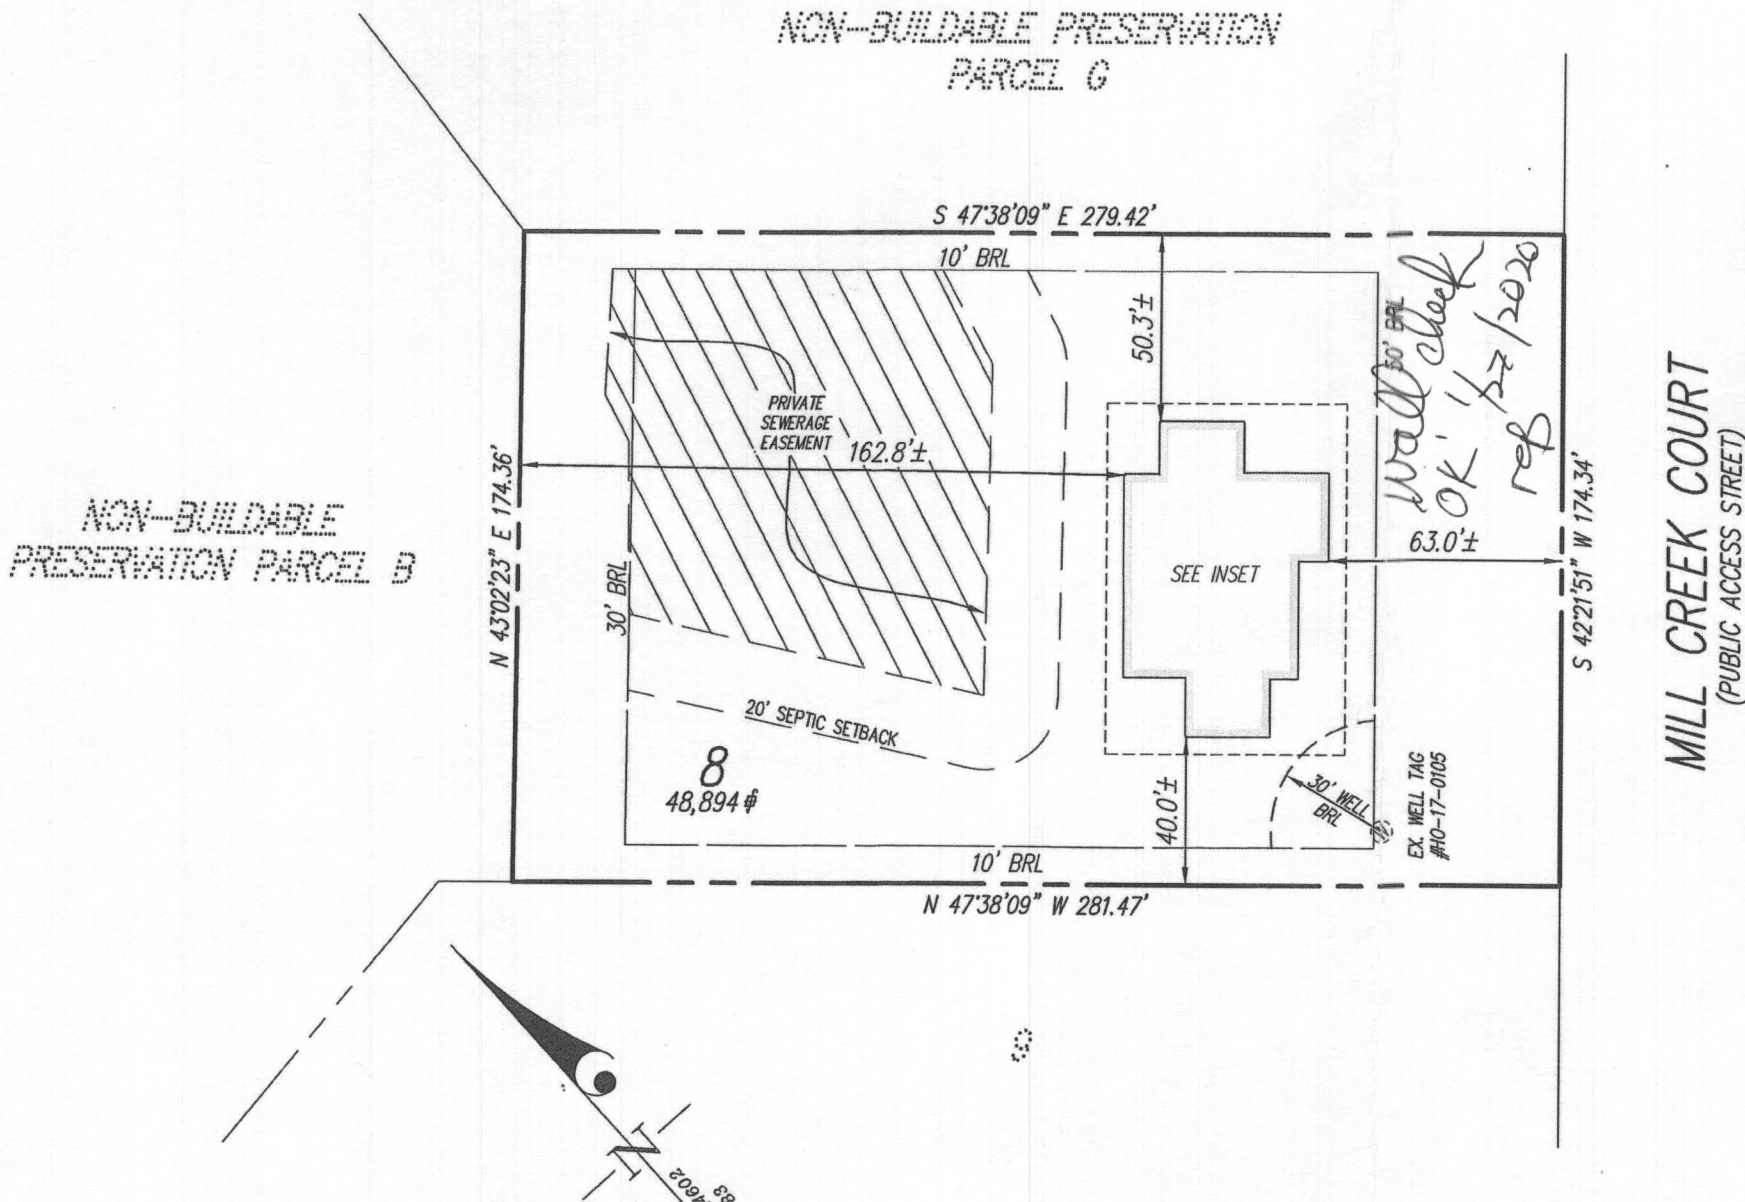 NON-BUILDABLE PRESERVATION
PARCEL G
S 47°38'09" E 279.42'
10' BRL
50.3'±
50' BRL
Wall Check
OK' 1/27/2020
PRIVATE
SEWERAGE
EASEMENT
162.8'±
N 43°02'23" E 174.36'
NON-BUILDABLE
PRESERVATION PARCEL B
30' BRL
SEE INSET
63.0'±
S 42°21'51" W 174.34'
MILL CREEK COURT
(PUBLIC ACCESS STREET)
20' SEPTIC SETBACK
8
48,894
40.0'±
30' WELL
BRL
EX. WELL TAG
#HO-17-0105
10' BRL
N 47°38'09" W 281.47'
9
N